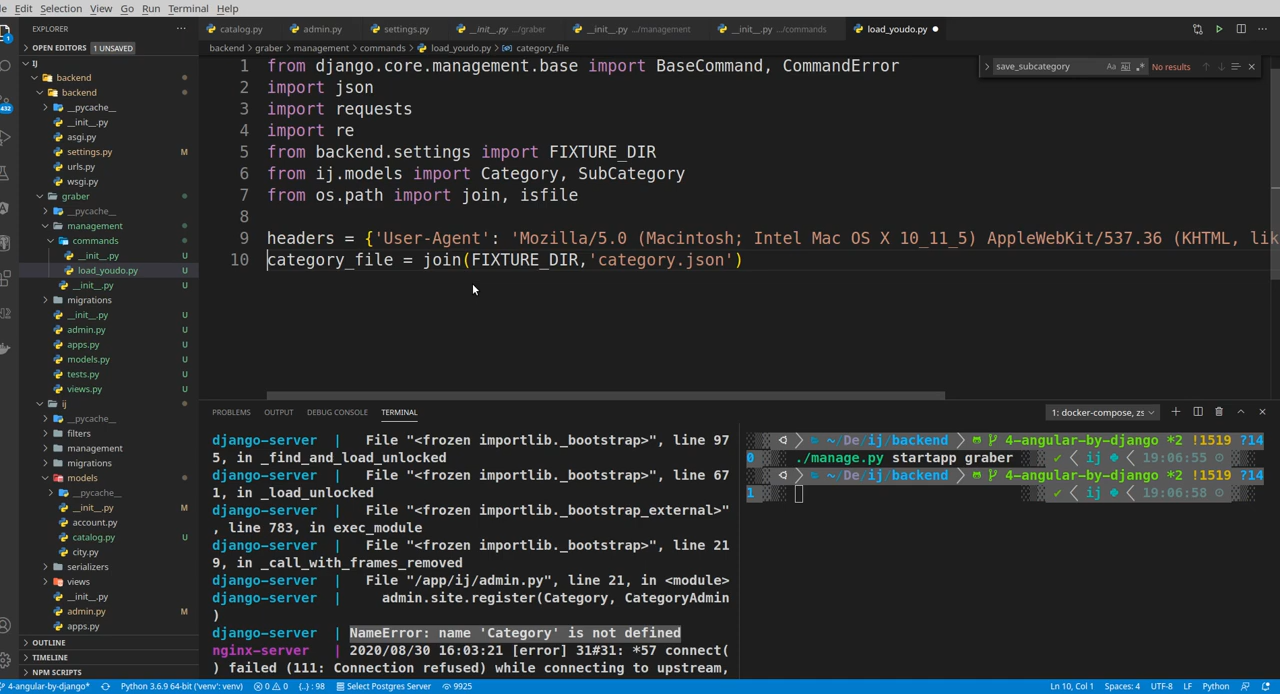 Edit Selection View Go Run Terminal Help
EXPLORER ···
catalog.py admin.py settings.py __init__.py .../graber __init__.py .../management __init__.py .../commands load_youdo.py ●
backend > graber > management > commands > load_youdo.py > category_file
OPEN EDITORS 1 UNSAVED
IJ
backend
backend
__pycache__
__init__.py
asgi.py
settings.py M
urls.py
wsgi.py
graber
__pycache__
management
commands
__init__.py U
load_youdo.py U
__init__.py U
migrations
__init__.py U
admin.py U
apps.py U
models.py U
tests.py U
views.py U
ij
__pycache__
filters
management
migrations
models
__pycache__
__init__.py M
account.py
catalog.py U
city.py
serializers
views
__init__.py
admin.py M
apps.py
OUTLINE
TIMELINE
NPM SCRIPTS
1 from django.core.management.base import BaseCommand, CommandError
2 import json
3 import requests
4 import re
5 from backend.settings import FIXTURE_DIR
6 from ij.models import Category, SubCategory
7 from os.path import join, isfile
8
9 headers = {'User-Agent': 'Mozilla/5.0 (Macintosh; Intel Mac OS X 10_11_5) AppleWebKit/537.36 (KHTML, lik
10 category_file = join(FIXTURE_DIR,'category.json')
save_subcategory Aa Ab .* No results
PROBLEMS OUTPUT DEBUG CONSOLE TERMINAL 1: docker-compose, zs
django-server | File "<frozen importlib._bootstrap>", line 97
5, in _find_and_load_unlocked
django-server | File "<frozen importlib._bootstrap>", line 67
1, in _load_unlocked
django-server | File "<frozen importlib._bootstrap_external>"
, line 783, in exec_module
django-server | File "<frozen importlib._bootstrap>", line 21
9, in _call_with_frames_removed
django-server | File "/app/ij/admin.py", line 21, in <module>
django-server | admin.site.register(Category, CategoryAdmin
)
django-server | NameError: name 'Category' is not defined
nginx-server | 2020/08/30 16:03:21 [error] 31#31: *57 connect(
) failed (111: Connection refused) while connecting to upstream,
~/De/ij/backend 4-angular-by-django *2 !1519 ?14
0 ./manage.py startapp graber ✔ ij 19:06:55
~/De/ij/backend 4-angular-by-django *2 !1519 ?14
1 ✔ ij 19:06:58
1
432
4-angular-by-django* Python 3.6.9 64-bit ('venv': venv) 0 0 {..} : 98 Select Postgres Server 9925 Ln 10, Col 1 Spaces: 4 UTF-8 LF Python